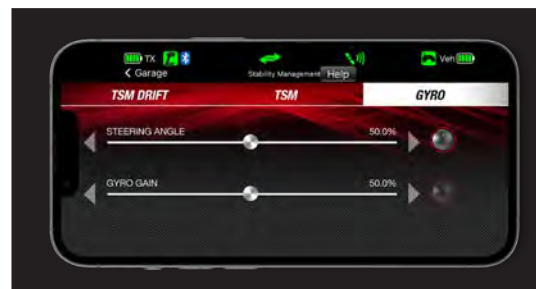 TX Veh
< Garage Stability Management Help
TSM DRIFT TSM GYRO
STEERING ANGLE 50.0%
GYRO GAIN 50.0%